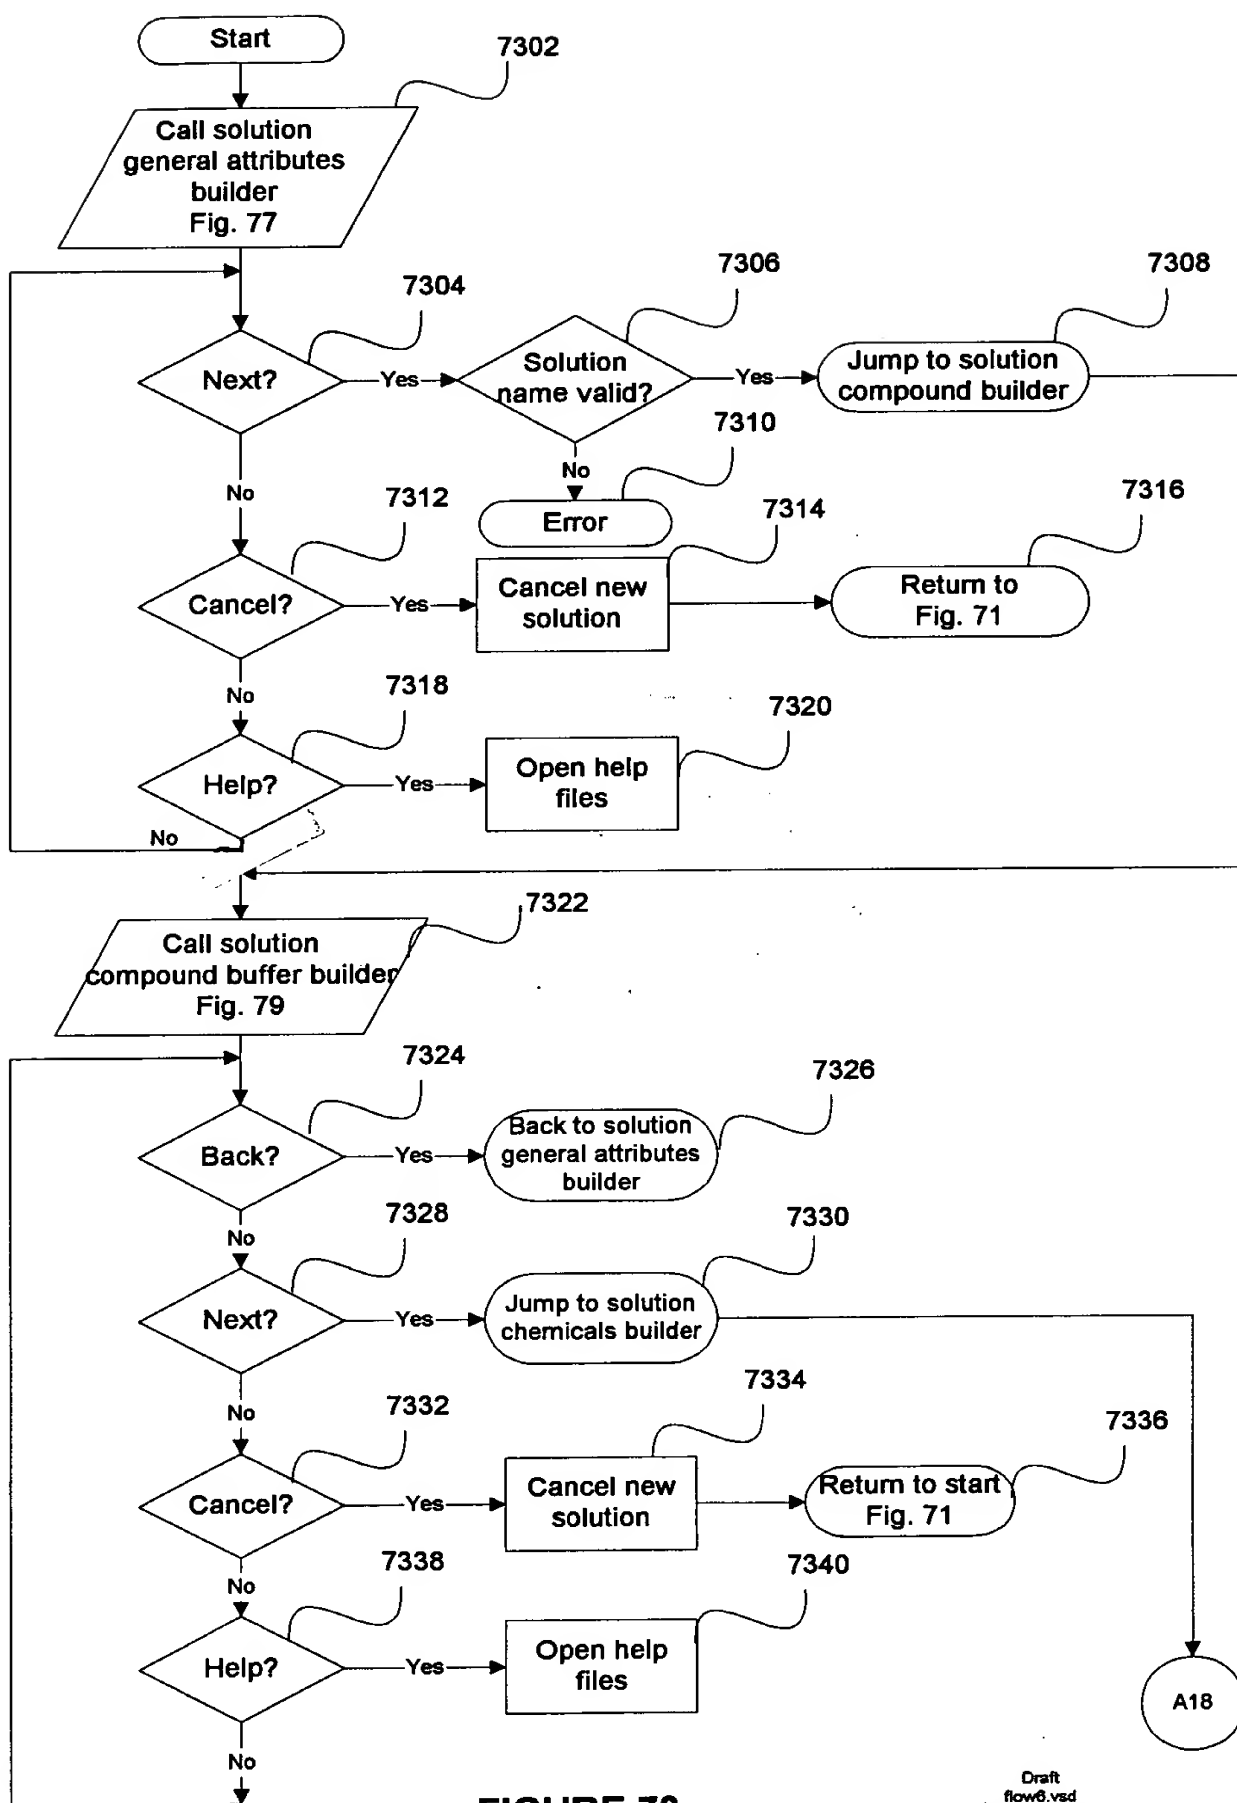 Start
7302
Call solution
general attributes
builder
Fig. 77
7304
7306
7308
Next?
Yes
Solution
name valid?
Yes
Jump to solution
compound builder
7310
No
No
Error
7312
7314
7316
Cancel?
Yes
Cancel new
solution
Return to
Fig. 71
No
7318
7320
Help?
Yes
Open help
files
No
7322
Call solution
compound buffer builder
Fig. 79
7324
7326
Back?
Yes
Back to solution
general attributes
builder
No
7328
7330
Next?
Yes
Jump to solution
chemicals builder
No
7332
7334
7336
Cancel?
Yes
Cancel new
solution
Return to start
Fig. 71
No
7338
7340
Help?
Yes
Open help
files
A18
No
Draft
flow6.vsd
FIGURE